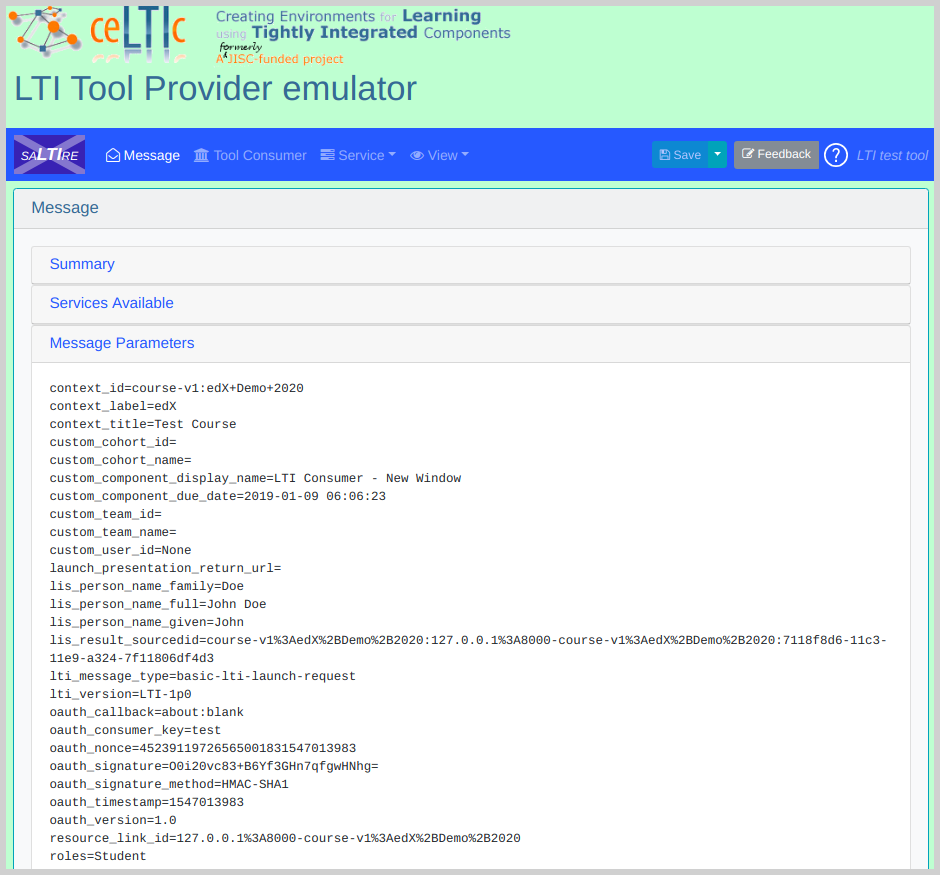 ceLTIc
Creating Environments for Learning
using Tightly Integrated Components
formerly
A JISC-funded project
LTI Tool Provider emulator
SALTIRE
Message
Tool Consumer
Service
View
Save
Feedback
?
LTI test tool
Message
Summary
Services Available
Message Parameters
context_id=course-v1:edX+Demo+2020
context_label=edX
context_title=Test Course
custom_cohort_id=
custom_cohort_name=
custom_component_display_name=LTI Consumer - New Window
custom_component_due_date=2019-01-09 06:06:23
custom_team_id=
custom_team_name=
custom_user_id=None
launch_presentation_return_url=
lis_person_name_family=Doe
lis_person_name_full=John Doe
lis_person_name_given=John
lis_result_sourcedid=course-v1%3AedX%2BDemo%2B2020:127.0.0.1%3A8000-course-v1%3AedX%2BDemo%2B2020:7118f8d6-11c3-
11e9-a324-7f11806df4d3
lti_message_type=basic-lti-launch-request
lti_version=LTI-1p0
oauth_callback=about:blank
oauth_consumer_key=test
oauth_nonce=45239119726565001831547013983
oauth_signature=O0i20vc83+B6Yf3GHn7qfgwHNhg=
oauth_signature_method=HMAC-SHA1
oauth_timestamp=1547013983
oauth_version=1.0
resource_link_id=127.0.0.1%3A8000-course-v1%3AedX%2BDemo%2B2020
roles=Student